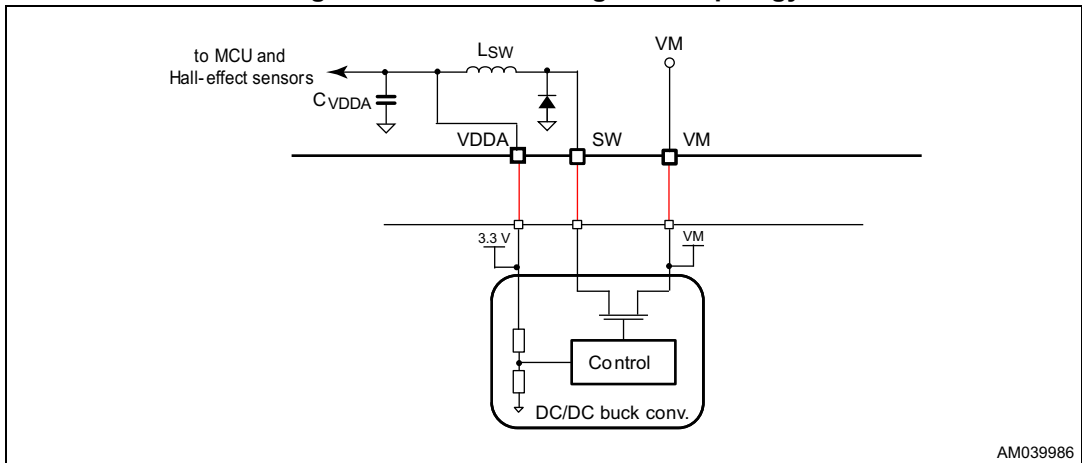 to MCU and
Hall-effect sensors
LSW
VM
CVDDA
VDDA
SW
VM
3.3 V
VM
Control
DC/DC buck conv.
AM039986